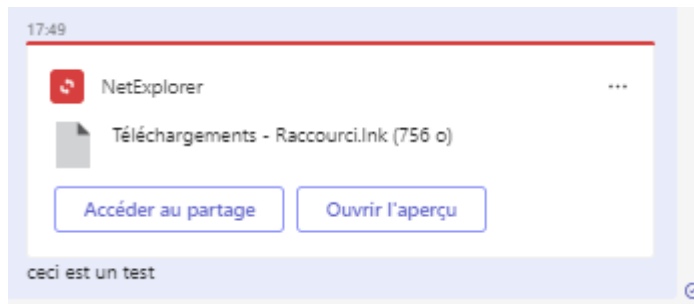 17:49
NetExplorer
...
Téléchargements - Raccourci.lnk (756 o)
Accéder au partage
Ouvrir l'aperçu
ceci est un test